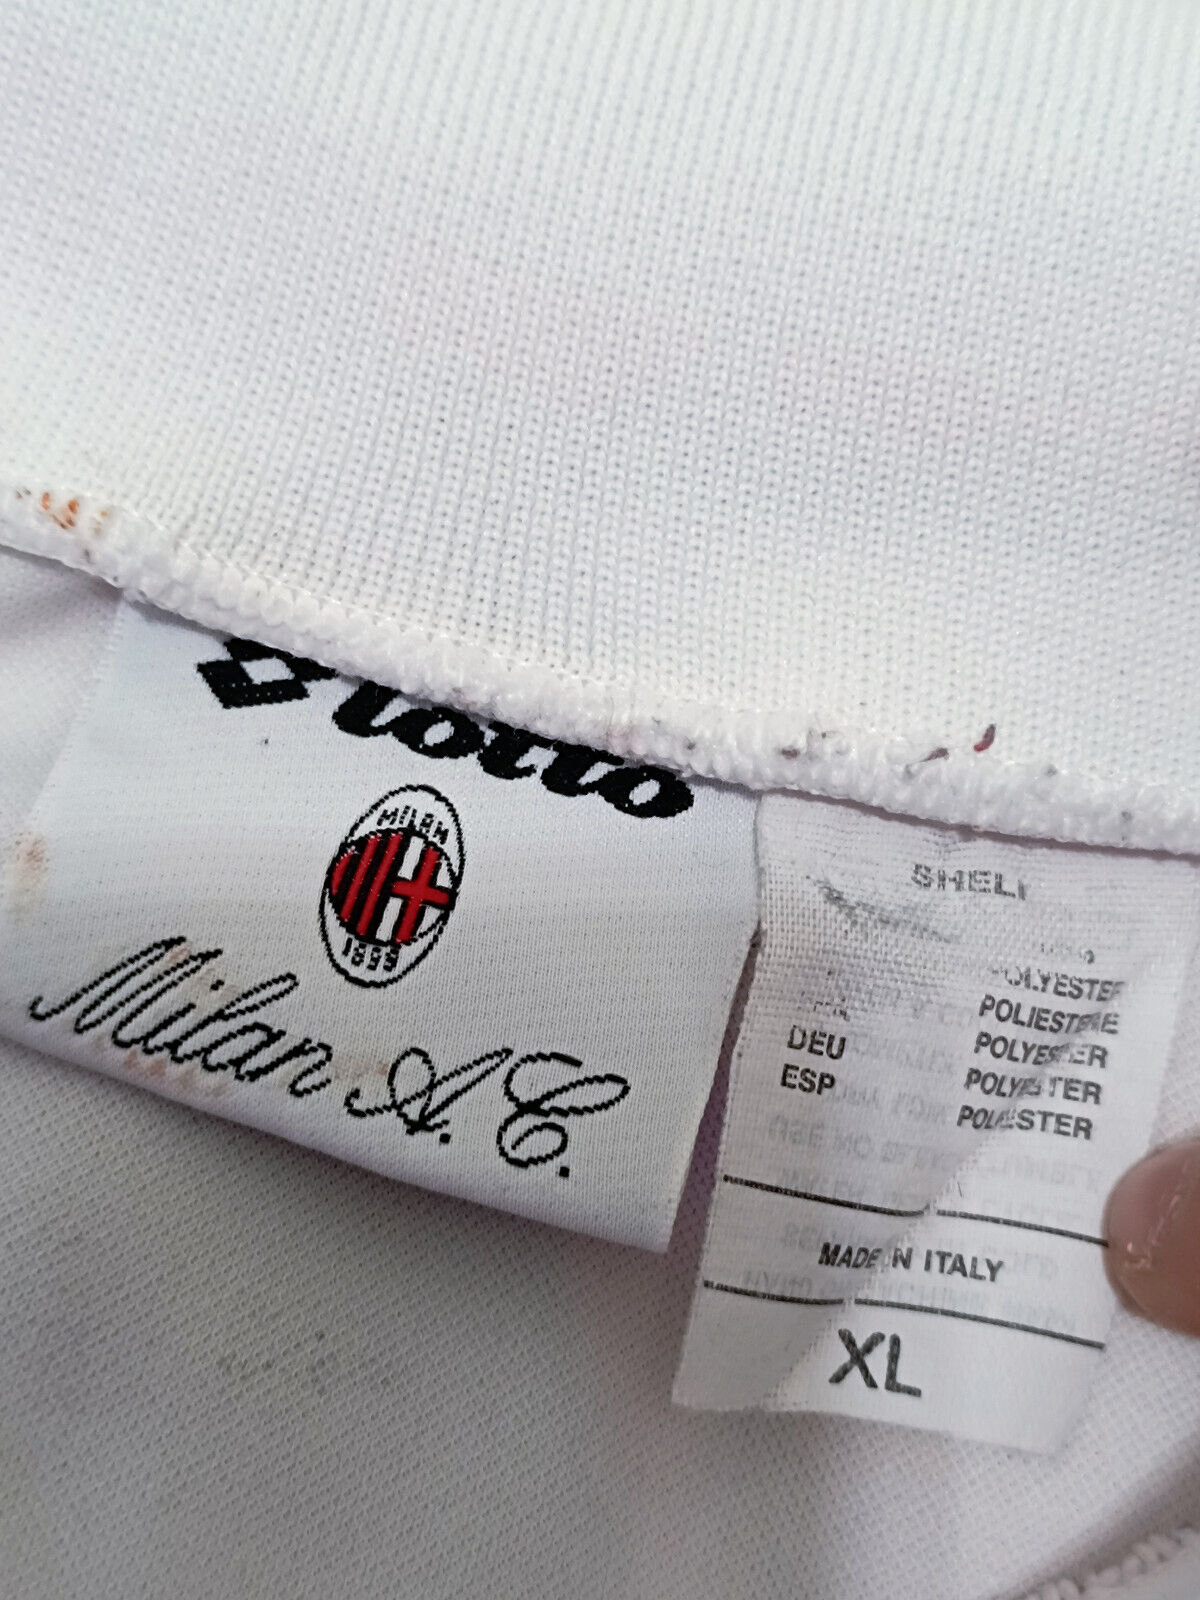 lotto
MILAN
1899
Milan A.C.
SHELL
POLYESTER
POLIESTERE
DEU POLYESTER
ESP POLYESTER
POLIESTER
MADE IN ITALY
XL